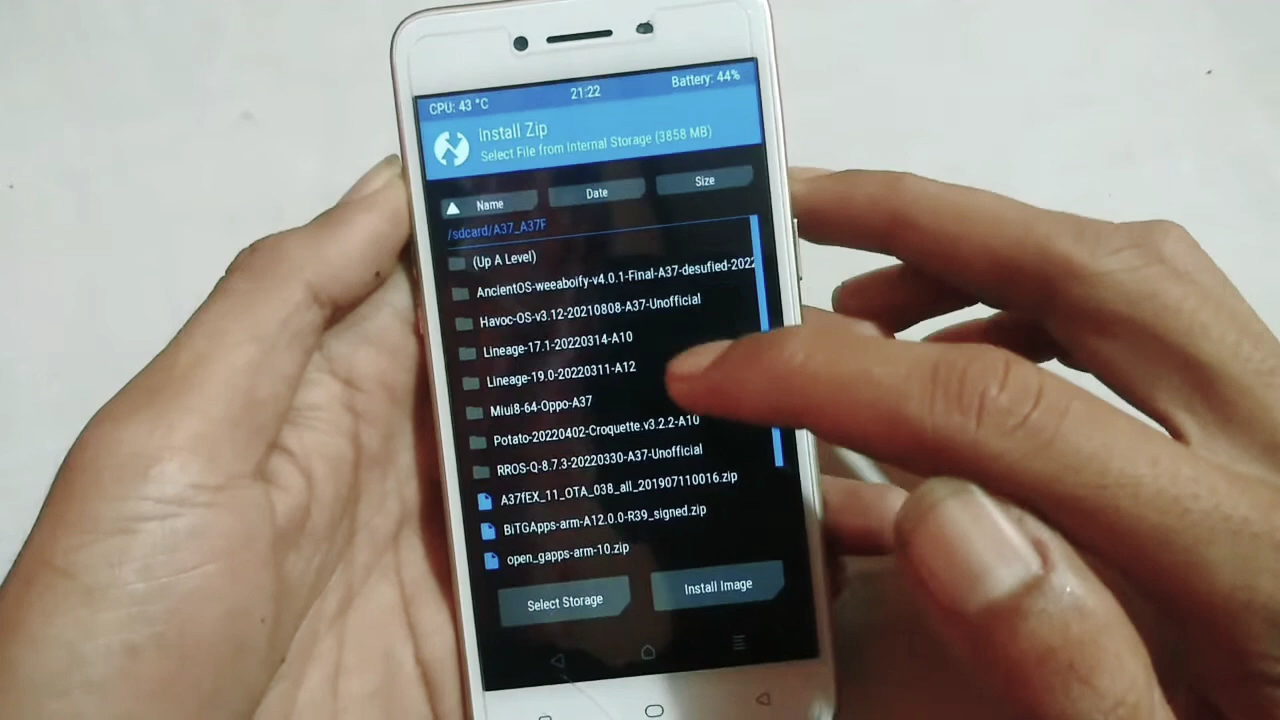 CPU: 43 °C 21:22 Battery: 44%
Install Zip
Select File from Internal Storage (3858 MB)
Name Date Size
/sdcard/A37_A37F
(Up A Level)
AncientOS-weeaboify-v4.0.1-Final-A37-desufied-2022
Havoc-OS-v3.12-20210808-A37-Unofficial
Lineage-17.1-20220314-A10
Lineage-19.0-20220311-A12
Miui8-64-Oppo-A37
Potato-20220402-Croquette.v3.2.2-A10
RROS-Q-8.7.3-20220330-A37-Unofficial
A37fEX_11_OTA_038_all_201907110016.zip
BiTGApps-arm-A12.0.0-R39_signed.zip
open_gapps-arm-10.zip
Select Storage Install Image